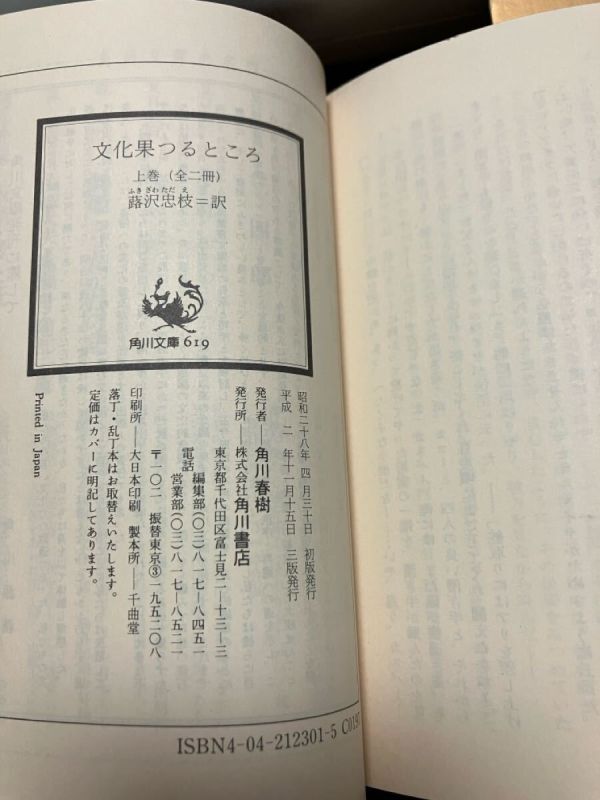 文化果つるところ
上巻（全二冊）
ふきざわただえ
蕗沢忠枝＝訳
角川文庫 619
昭和二十八年 四 月三十日 初版発行
平成 二 年十一月十五日 三版発行
発行者―角川春樹
発行所―株式会社角川書店
東京都千代田区富士見二―十三―三
電話 編集部(〇三)八一七―八四五一
営業部(〇三)八一七―八五二一
〒一〇二 振替東京③一九五二〇八
印刷所―大日本印刷 製本所―千曲堂
落丁・乱丁本はお取替えいたします。
定価はカバーに明記してあります。
Printed in Japan
ISBN4-04-212301-5 C0197